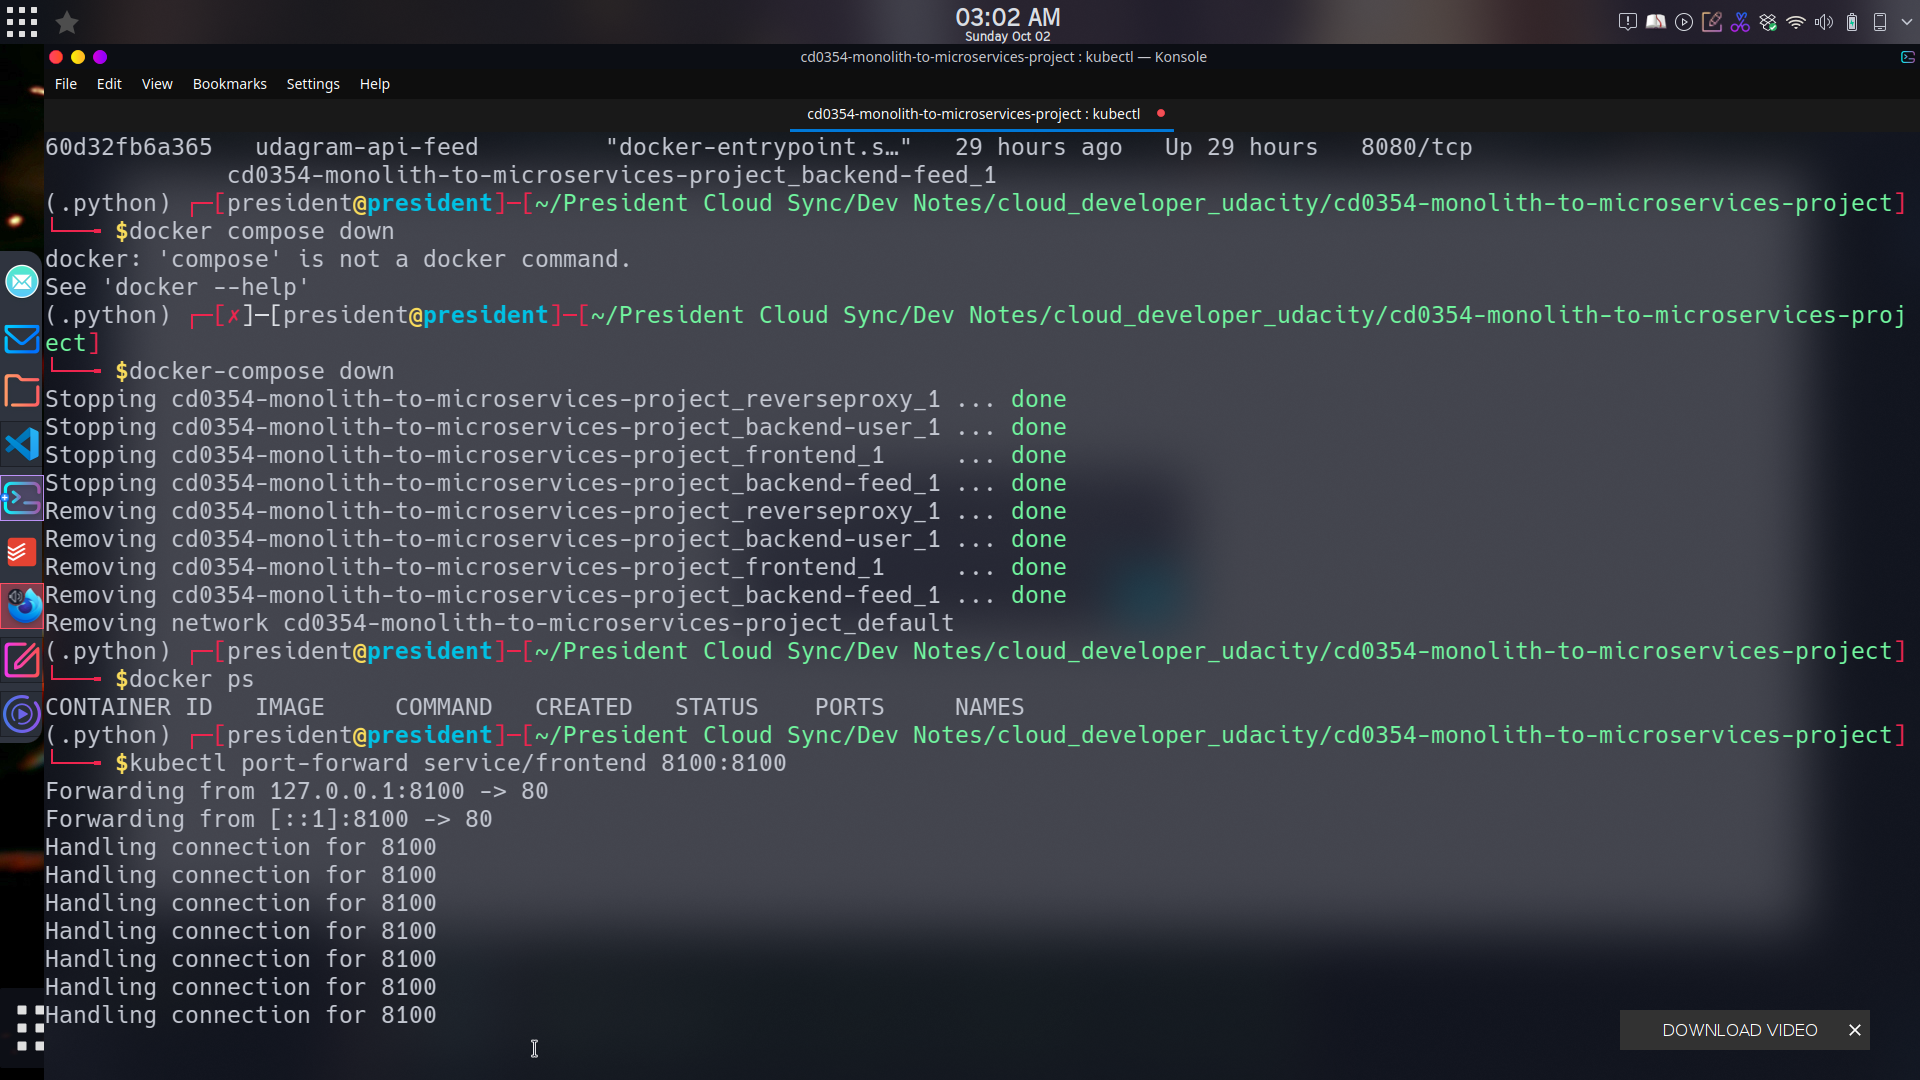 03:02 AM
Sunday Oct 02
cd0354-monolith-to-microservices-project : kubectl — Konsole
File Edit View Bookmarks Settings Help
cd0354-monolith-to-microservices-project : kubectl
60d32fb6a365   udagram-api-feed         "docker-entrypoint.s…"   29 hours ago   Up 29 hours   8080/tcp
             cd0354-monolith-to-microservices-project_backend-feed_1
(.python) ┌─[president@president]─[~/President Cloud Sync/Dev Notes/cloud_developer_udacity/cd0354-monolith-to-microservices-project]
└──╼ $docker compose down
docker: 'compose' is not a docker command.
See 'docker --help'
(.python) ┌─[✗]─[president@president]─[~/President Cloud Sync/Dev Notes/cloud_developer_udacity/cd0354-monolith-to-microservices-proj
ect]
└──╼ $docker-compose down
Stopping cd0354-monolith-to-microservices-project_reverseproxy_1 ... done
Stopping cd0354-monolith-to-microservices-project_backend-user_1 ... done
Stopping cd0354-monolith-to-microservices-project_frontend_1     ... done
Stopping cd0354-monolith-to-microservices-project_backend-feed_1 ... done
Removing cd0354-monolith-to-microservices-project_reverseproxy_1 ... done
Removing cd0354-monolith-to-microservices-project_backend-user_1 ... done
Removing cd0354-monolith-to-microservices-project_frontend_1     ... done
Removing cd0354-monolith-to-microservices-project_backend-feed_1 ... done
Removing network cd0354-monolith-to-microservices-project_default
(.python) ┌─[president@president]─[~/President Cloud Sync/Dev Notes/cloud_developer_udacity/cd0354-monolith-to-microservices-project]
└──╼ $docker ps
CONTAINER ID   IMAGE     COMMAND   CREATED   STATUS    PORTS     NAMES
(.python) ┌─[president@president]─[~/President Cloud Sync/Dev Notes/cloud_developer_udacity/cd0354-monolith-to-microservices-project]
└──╼ $kubectl port-forward service/frontend 8100:8100
Forwarding from 127.0.0.1:8100 -> 80
Forwarding from [::1]:8100 -> 80
Handling connection for 8100
Handling connection for 8100
Handling connection for 8100
Handling connection for 8100
Handling connection for 8100
Handling connection for 8100
Handling connection for 8100
DOWNLOAD VIDEO ✕